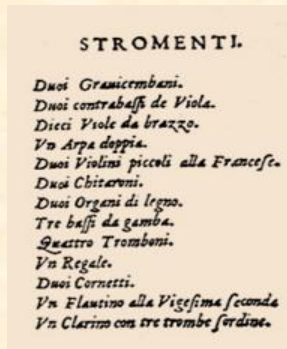 STROMENTI.
Duoi Grauicembani.
Duoi contrabaſſi de Viola.
Dieci Viole da brazzo.
Vn Arpa doppia.
Duoi Violini piccoli alla Franceſe.
Duoi Chitaroni.
Duoi Organi di legno.
Tre baſſi da gamba.
Quattro Tromboni.
Vn Regale.
Duoi Cornetti.
Vn Flautino alla Vigeſima ſeconda
Vn Clarino con tre trombe ſordine.